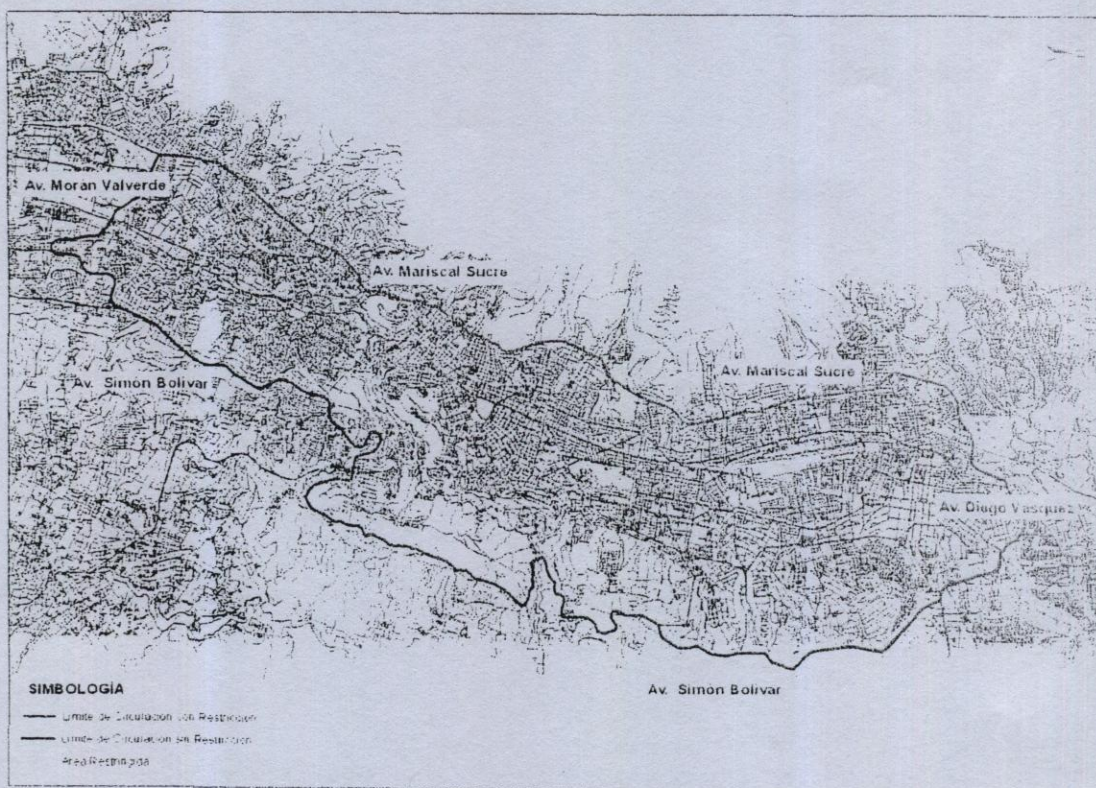 Av. Morán Valverde
Av. Mariscal Sucre
Av. Mariscal Sucre
Av. Simón Bolívar
Av. Diego Vasquez
Av. Simón Bolívar
SIMBOLOGÍA
Límite de Circulación con Restricción
Límite de Circulación sin Restricción
Área Restringida